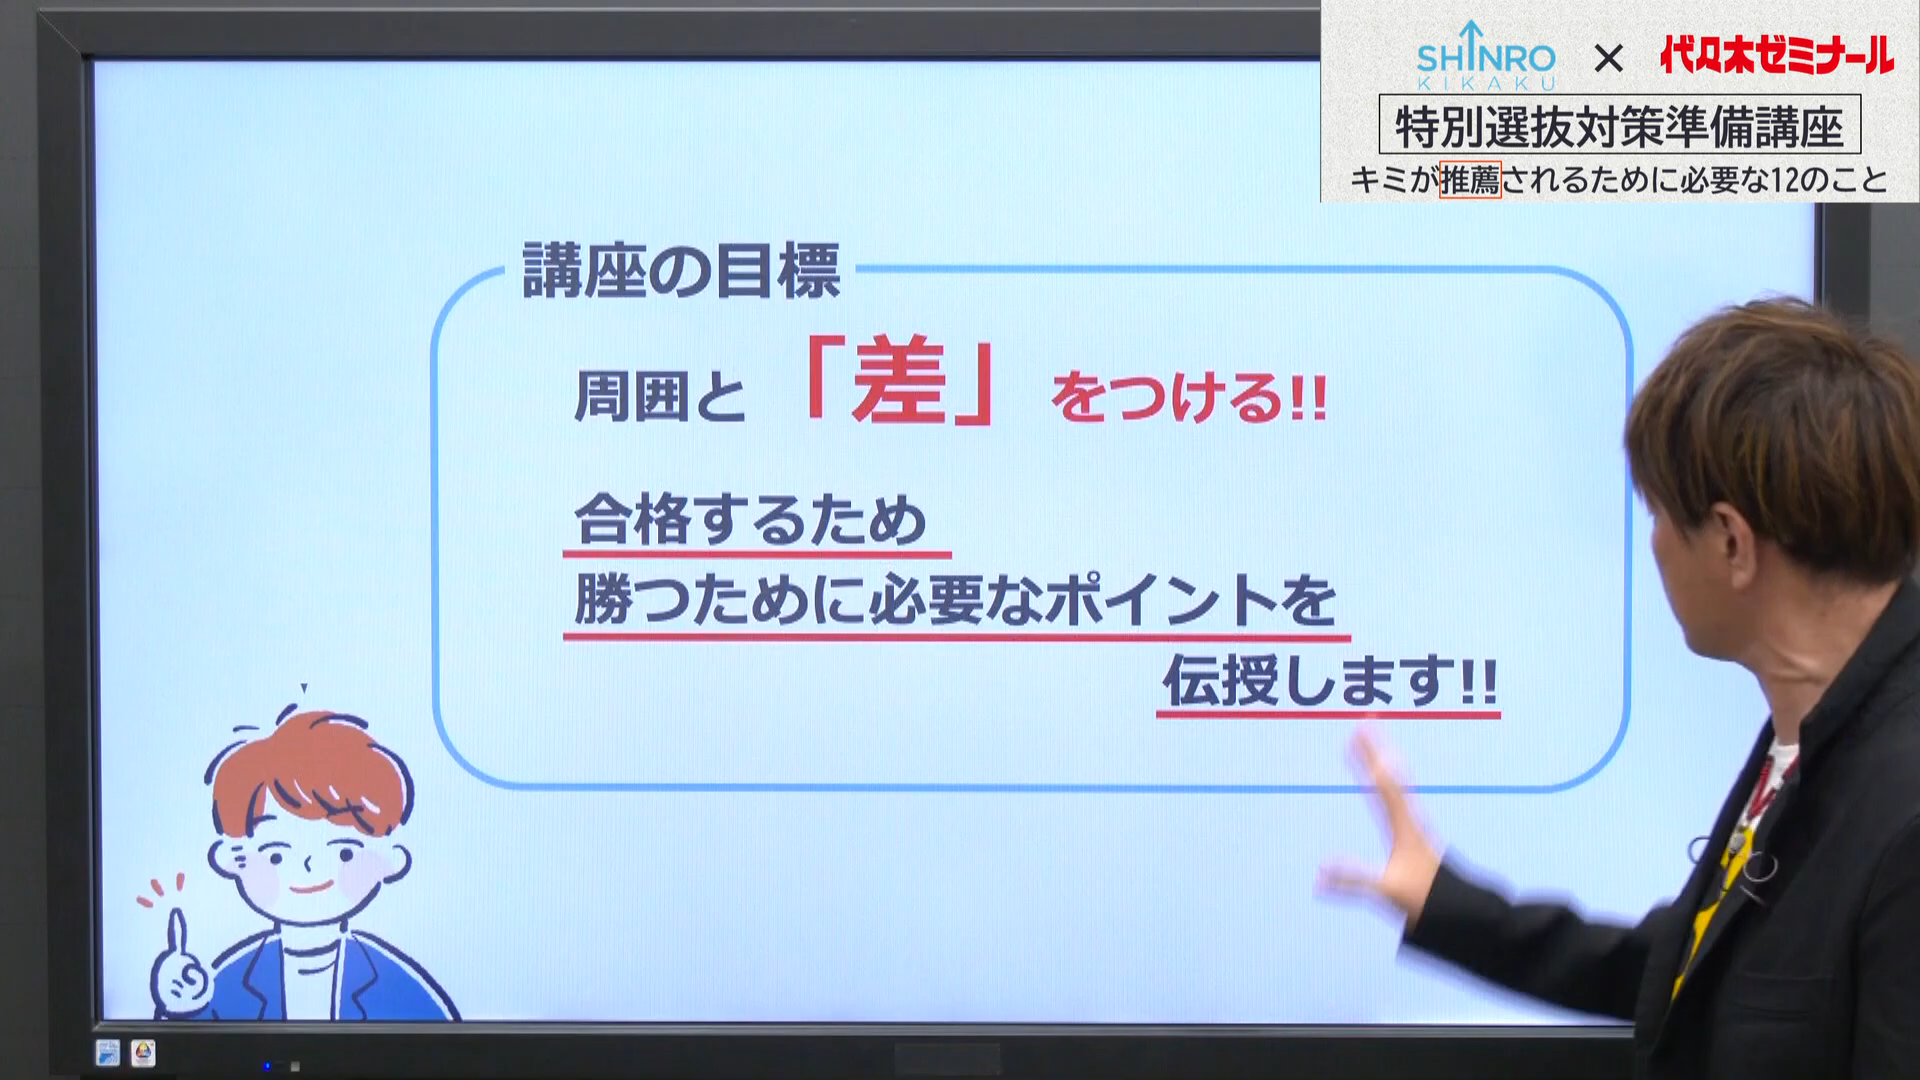 SHINRO
KIKAKU
×
代々木ゼミナール
特別選抜対策準備講座
キミが推薦されるために必要な12のこと
講座の目標
周囲と「差」をつける!!
合格するため
勝つために必要なポイントを
伝授します!!